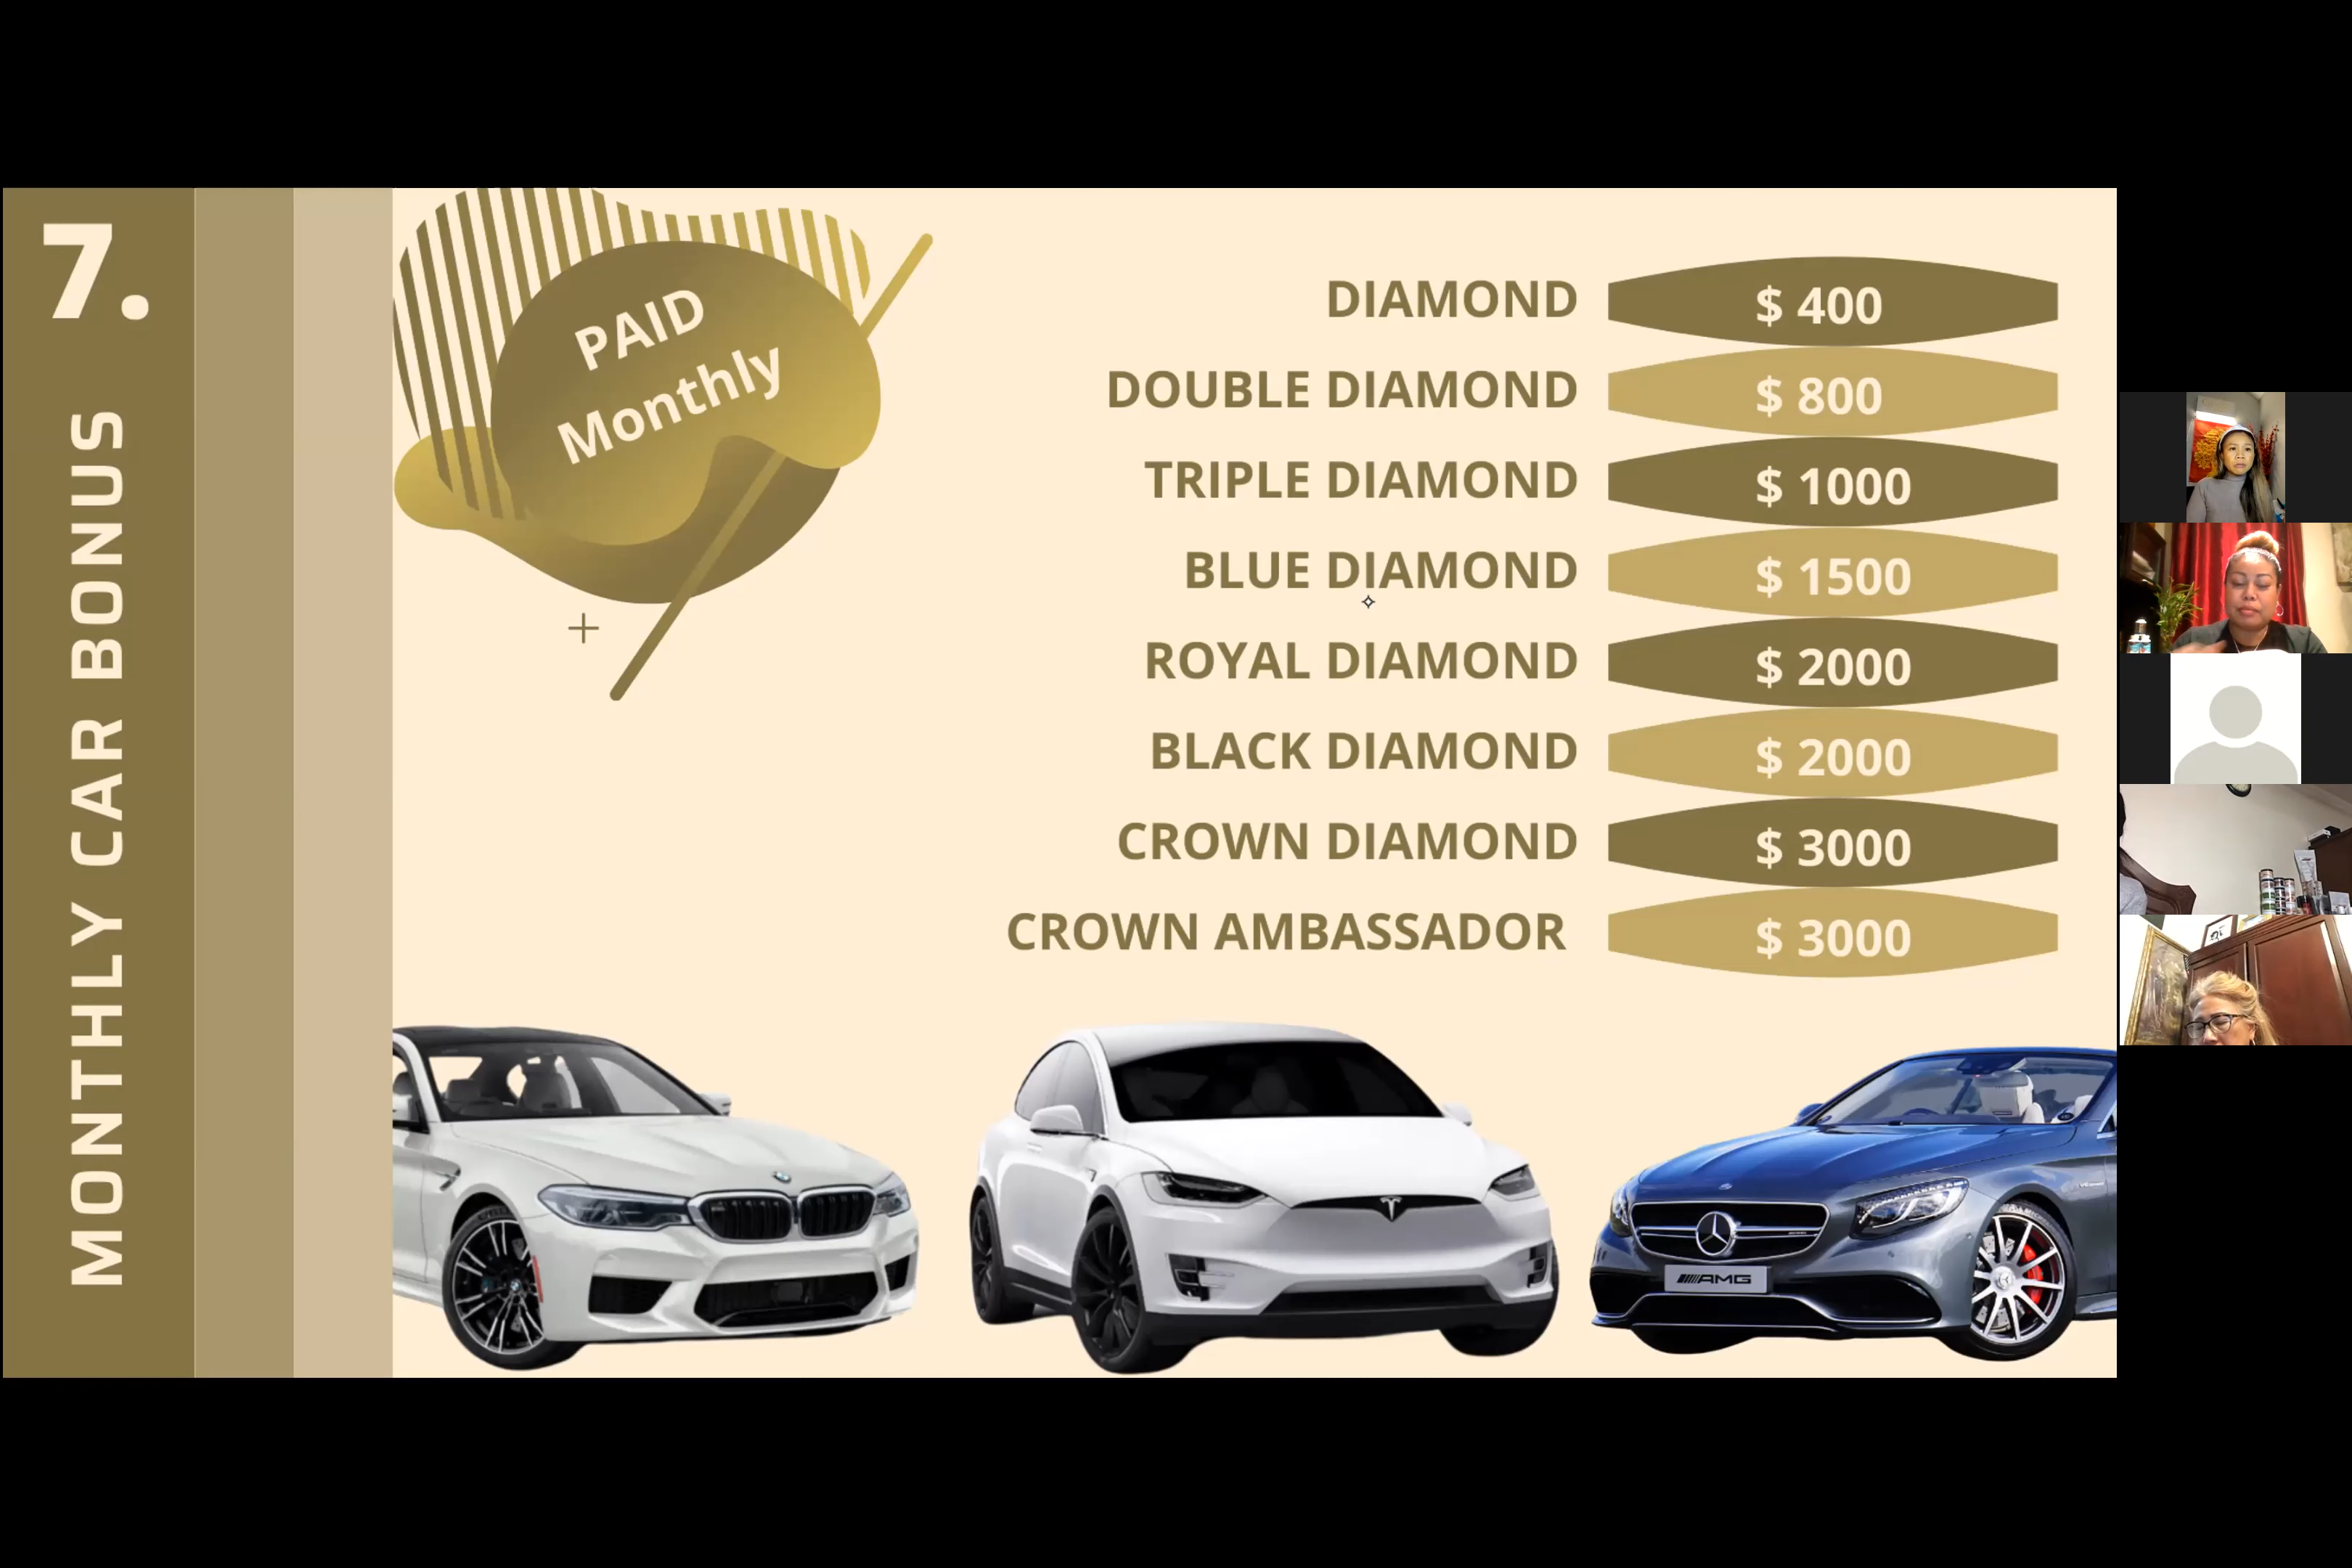 7.
MONTHLY CAR BONUS
PAID
Monthly
DIAMOND $ 400
DOUBLE DIAMOND $ 800
TRIPLE DIAMOND $ 1000
BLUE DIAMOND $ 1500
ROYAL DIAMOND $ 2000
BLACK DIAMOND $ 2000
CROWN DIAMOND $ 3000
CROWN AMBASSADOR $ 3000
AMG